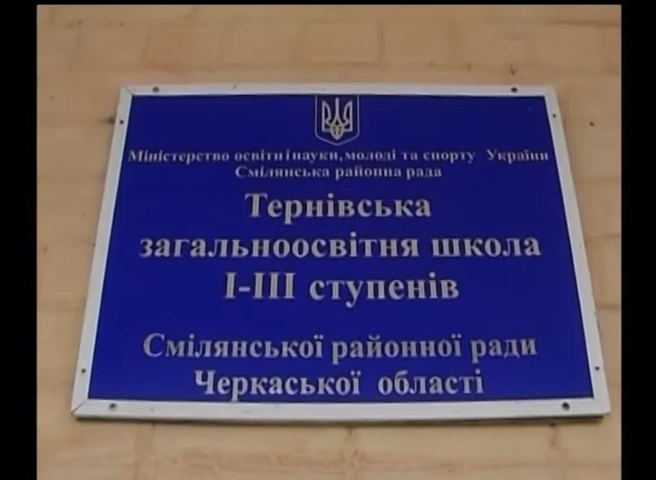 Міністерство освіти і науки, молоді та спорту України
Смілянська районна рада
Тернівська
загальноосвітня школа
І-ІІІ ступенів
Смілянської районної ради
Черкаської області